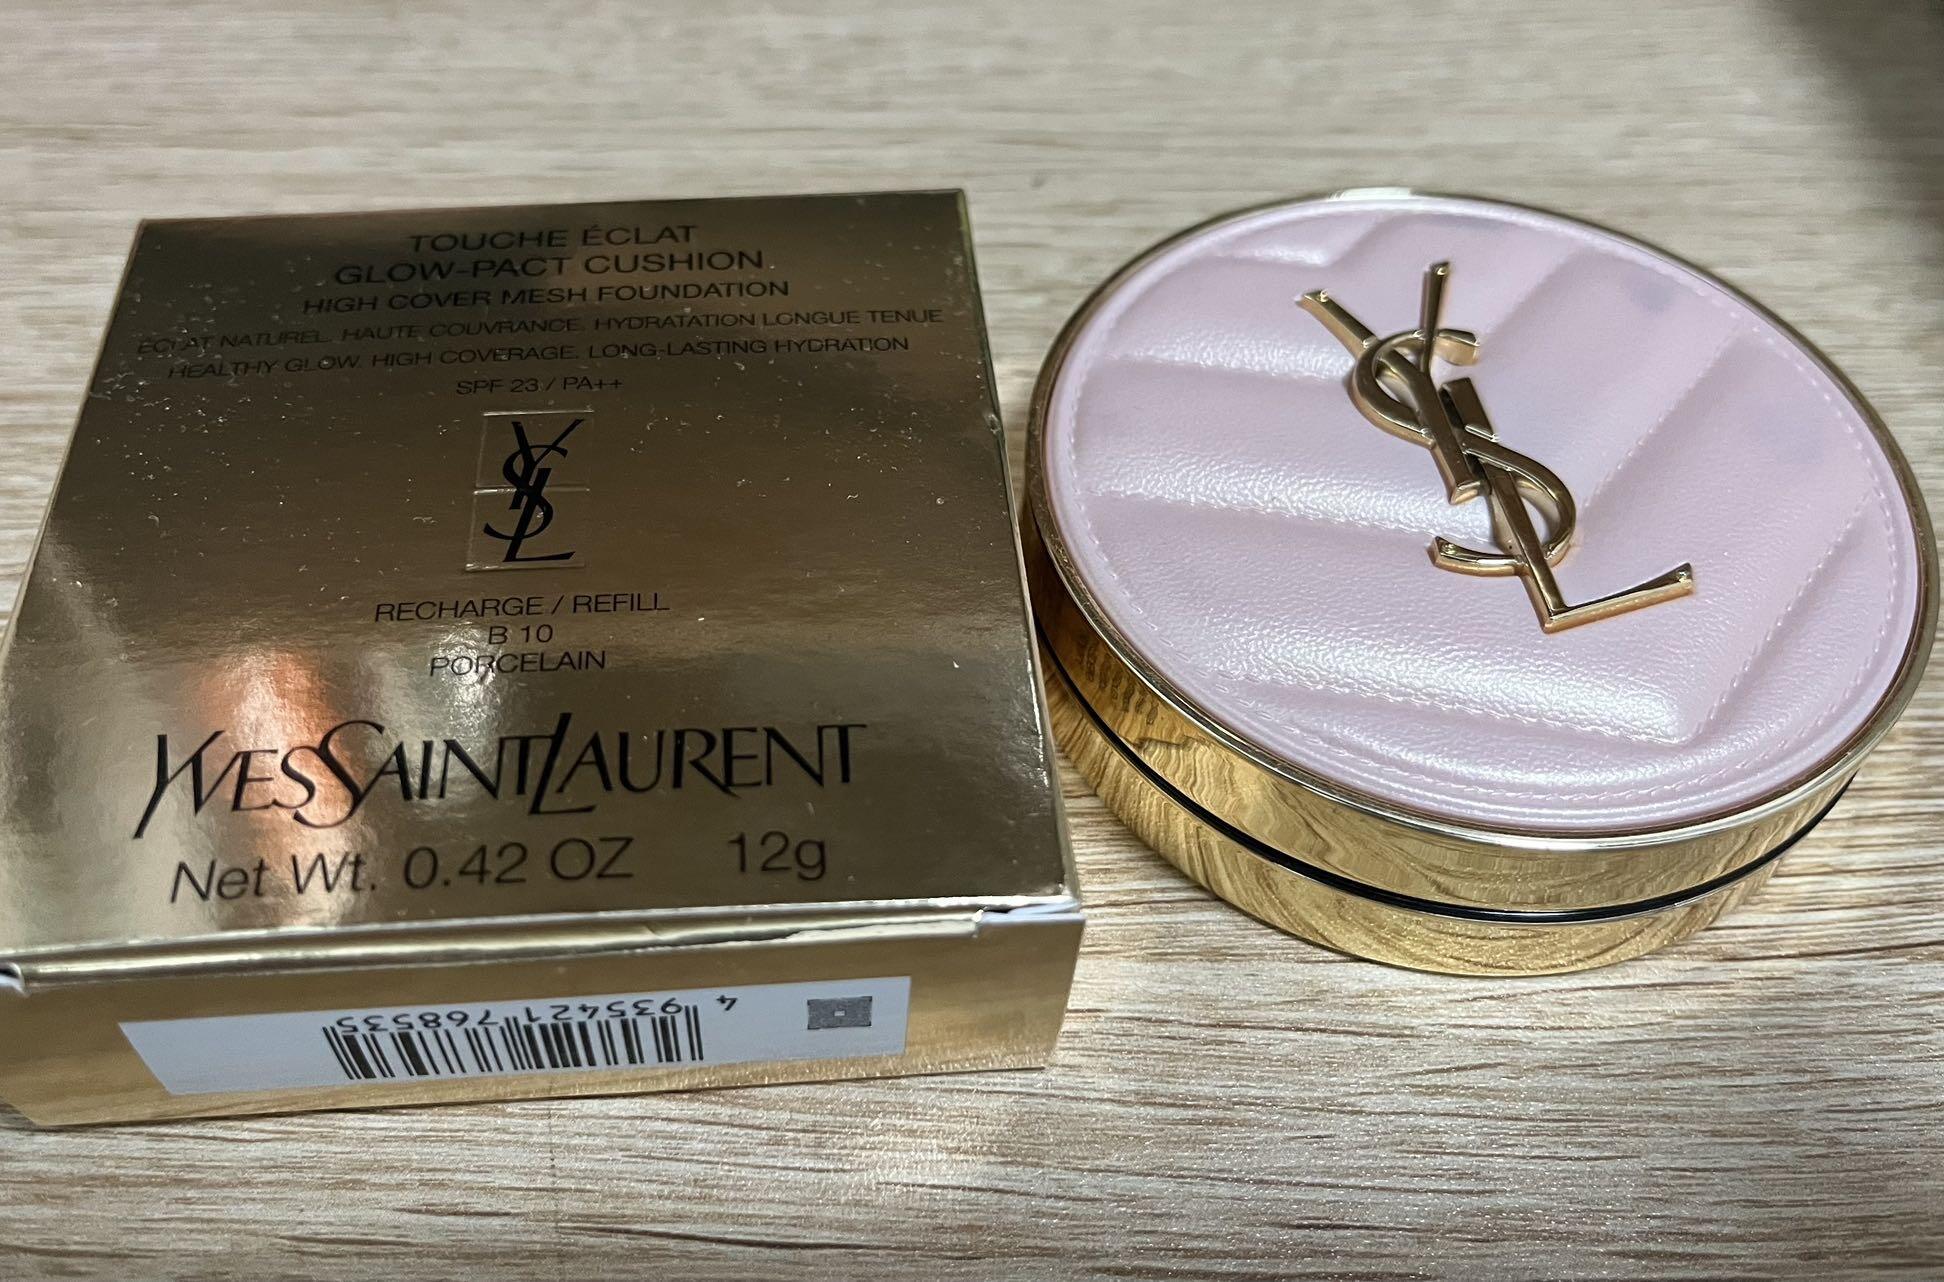 TOUCHE ÉCLAT
GLOW-PACT CUSHION
HIGH COVER MESH FOUNDATION
ÉCLAT NATUREL. HAUTE COUVRANCE. HYDRATATION LONGUE TENUE
HEALTHY GLOW. HIGH COVERAGE. LONG-LASTING HYDRATION
SPF 23 / PA++
YSL
RECHARGE / REFILL
B 10
PORCELAIN
YVESSAINTLAURENT
Net Wt. 0.42 OZ 12g
4 935421 768535
YSL